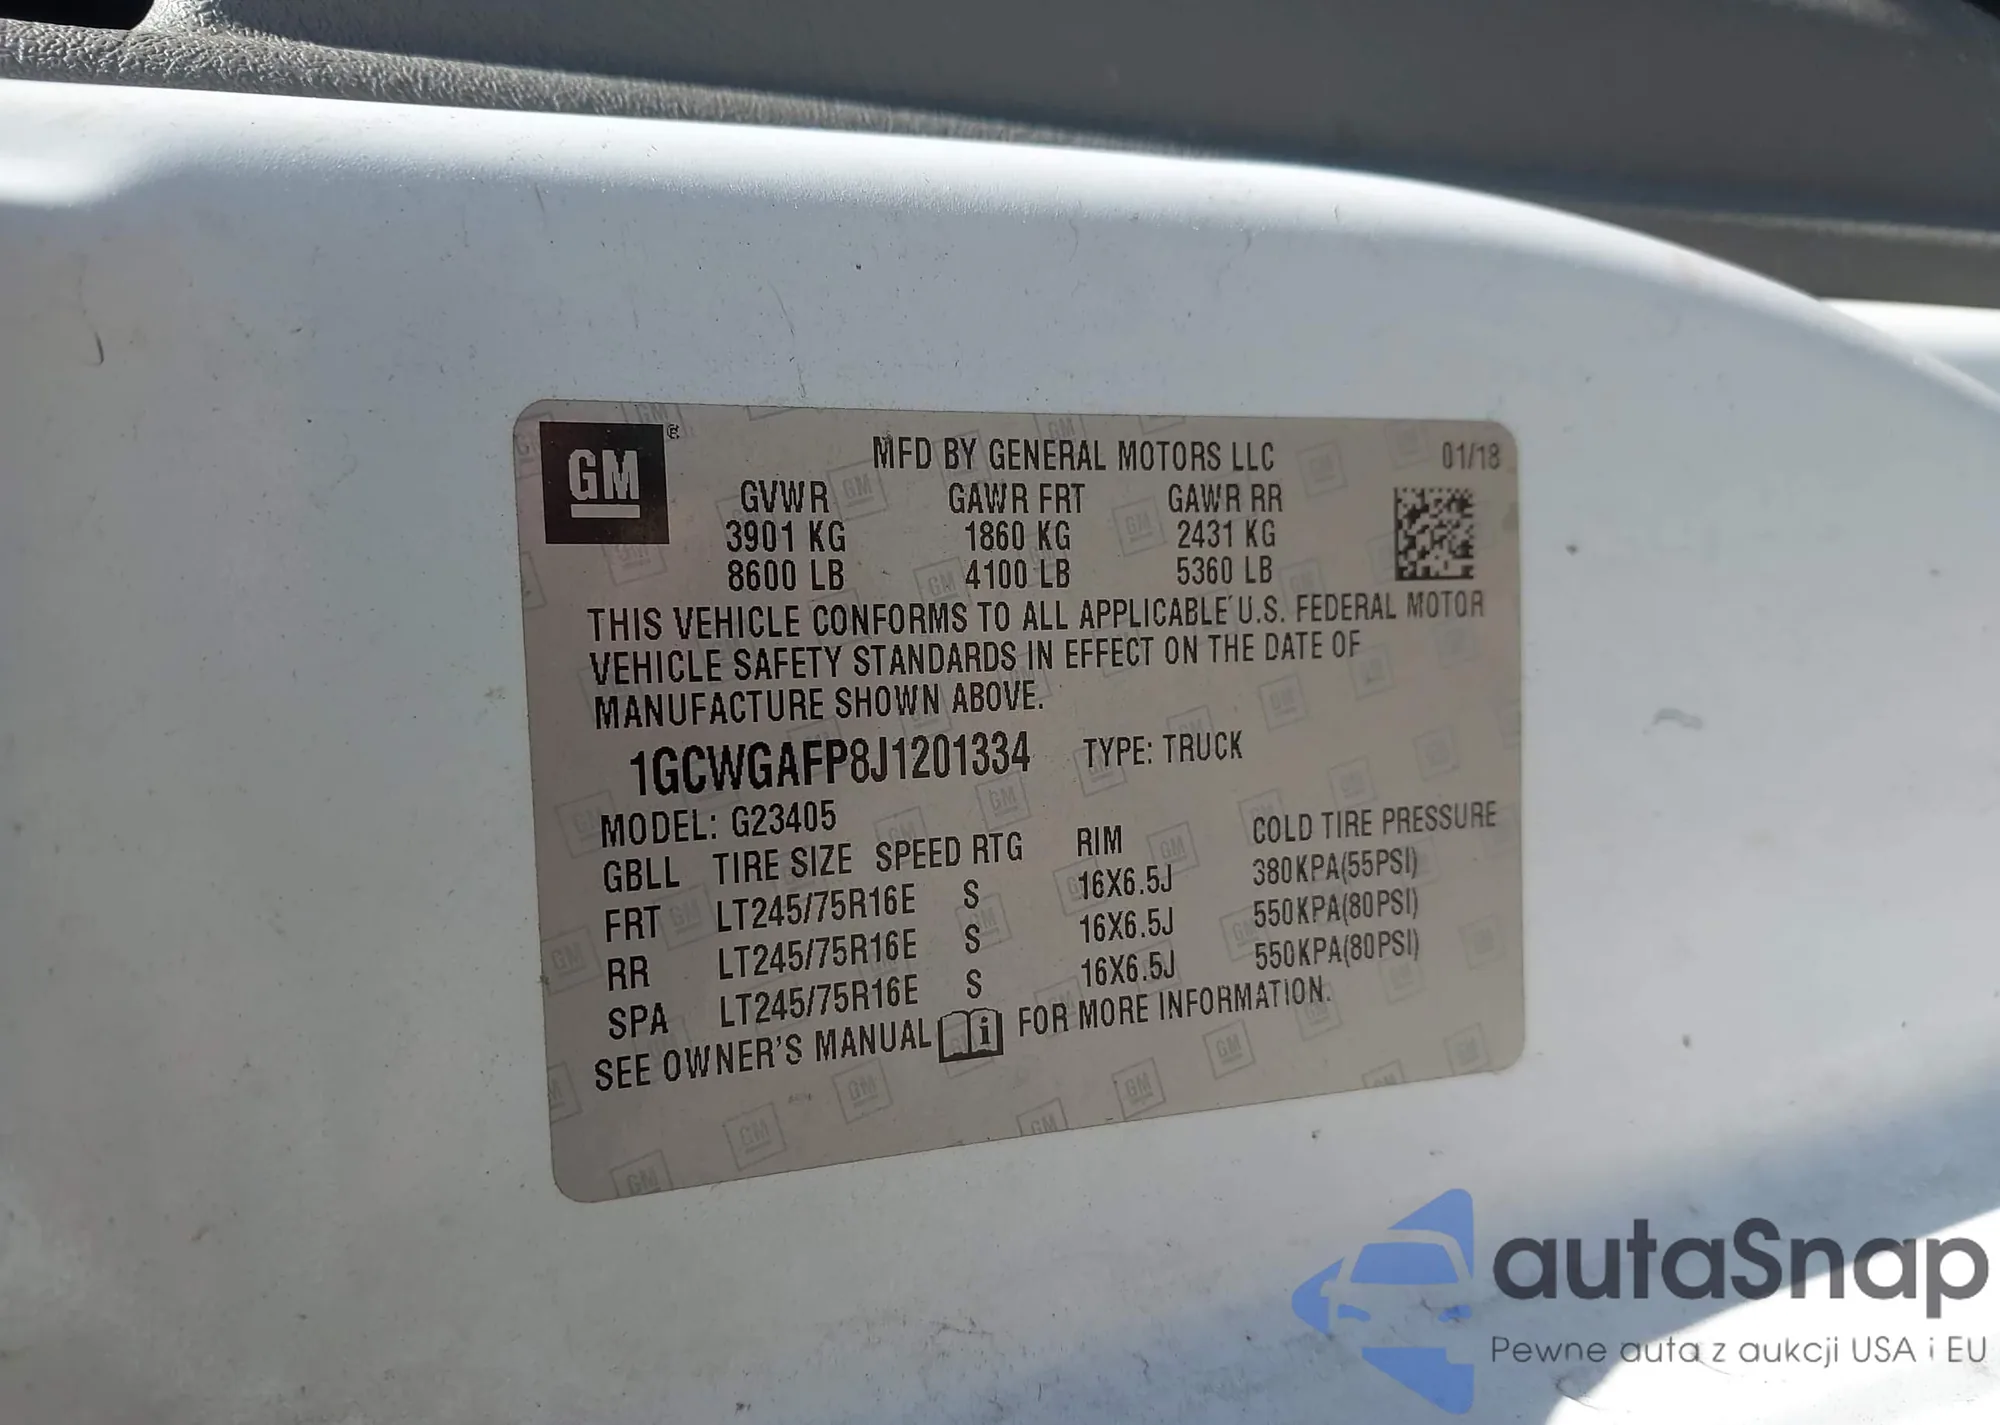 GM®
MFD BY GENERAL MOTORS LLC 01/18
GVWR GAWR FRT GAWR RR
3901 KG 1860 KG 2431 KG
8600 LB 4100 LB 5360 LB
THIS VEHICLE CONFORMS TO ALL APPLICABLE U.S. FEDERAL MOTOR
VEHICLE SAFETY STANDARDS IN EFFECT ON THE DATE OF
MANUFACTURE SHOWN ABOVE.
1GCWGAFP8J1201334 TYPE: TRUCK
MODEL: G23405
GBLL TIRE SIZE SPEED RTG RIM COLD TIRE PRESSURE
FRT LT245/75R16E S 16X6.5J 380KPA(55PSI)
RR LT245/75R16E S 16X6.5J 550KPA(80PSI)
SPA LT245/75R16E S 16X6.5J 550KPA(80PSI)
SEE OWNER'S MANUAL i FOR MORE INFORMATION.
autaSnap
Pewne auta z aukcji USA i EU